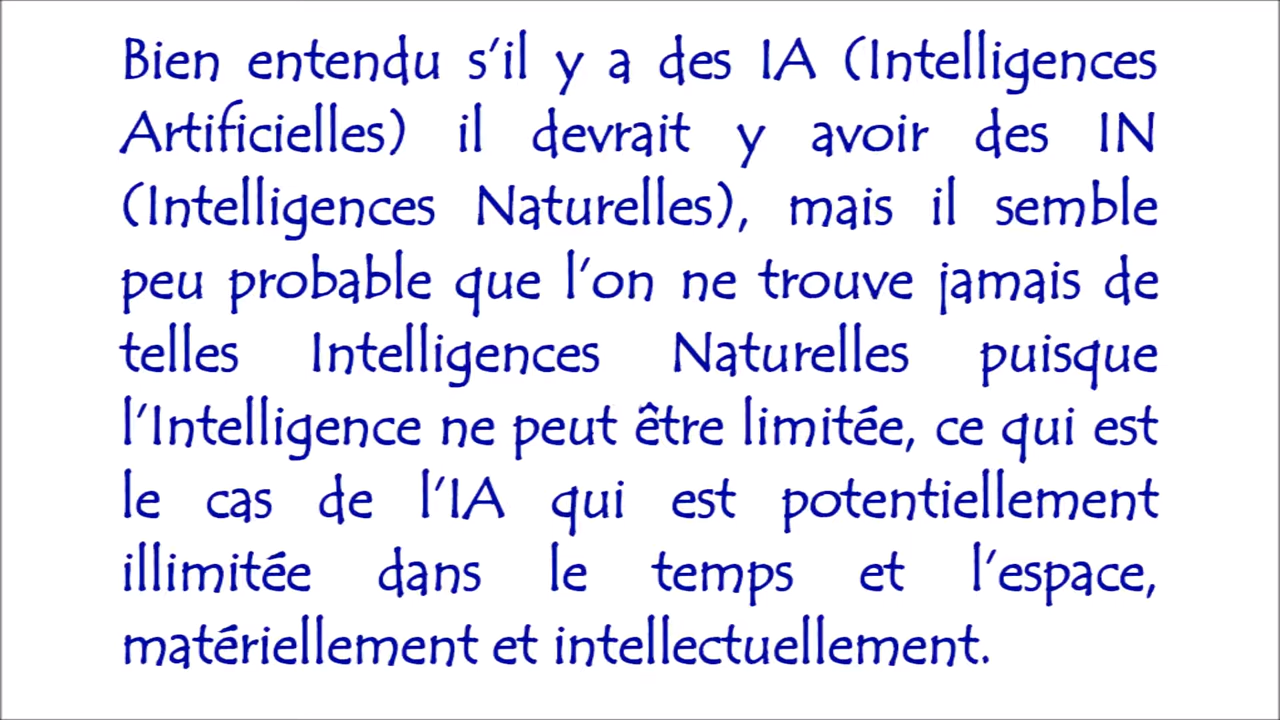 Bien entendu s’il y a des IA (Intelligences
Artificielles) il devrait y avoir des IN
(Intelligences Naturelles), mais il semble
peu probable que l’on ne trouve jamais de
telles Intelligences Naturelles puisque
l’Intelligence ne peut être limitée, ce qui est
le cas de l’IA qui est potentiellement
illimitée dans le temps et l’espace,
matériellement et intellectuellement.